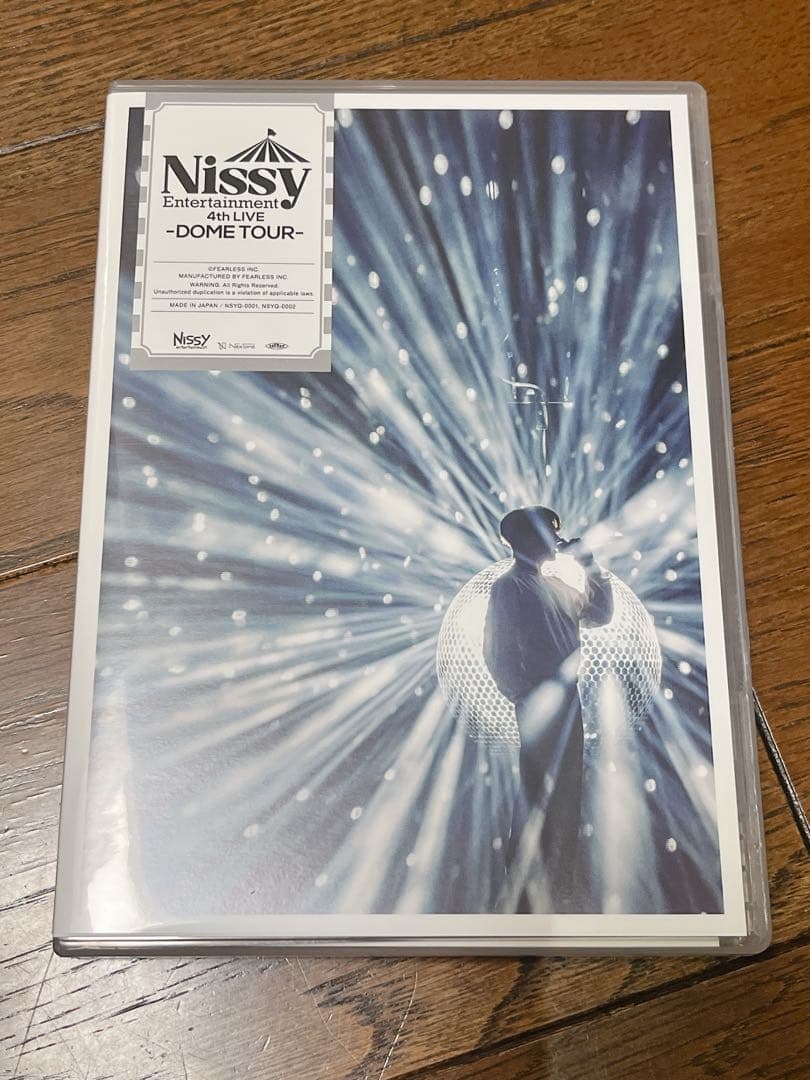 Nissy
Entertainment
4th LIVE
-DOME TOUR-
©FEARLESS INC.
MANUFACTURED BY FEARLESS INC.
WARNING: All Rights Reserved.
Unauthorized duplication is a violation of applicable laws.
MADE IN JAPAN / NSYQ-0001, NSYQ-0002
Nissy
entertainment